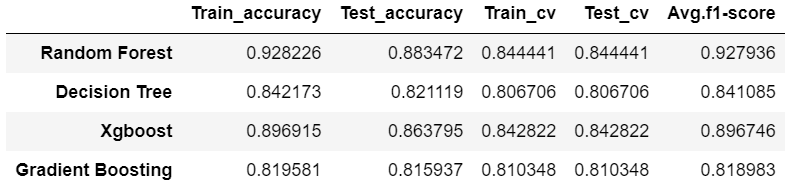 Train_accuracy Test_accuracy Train_cv Test_cv Avg.f1-score
Random Forest 0.928226 0.883472 0.844441 0.844441 0.927936
Decision Tree 0.842173 0.821119 0.806706 0.806706 0.841085
Xgboost 0.896915 0.863795 0.842822 0.842822 0.896746
Gradient Boosting 0.819581 0.815937 0.810348 0.810348 0.818983